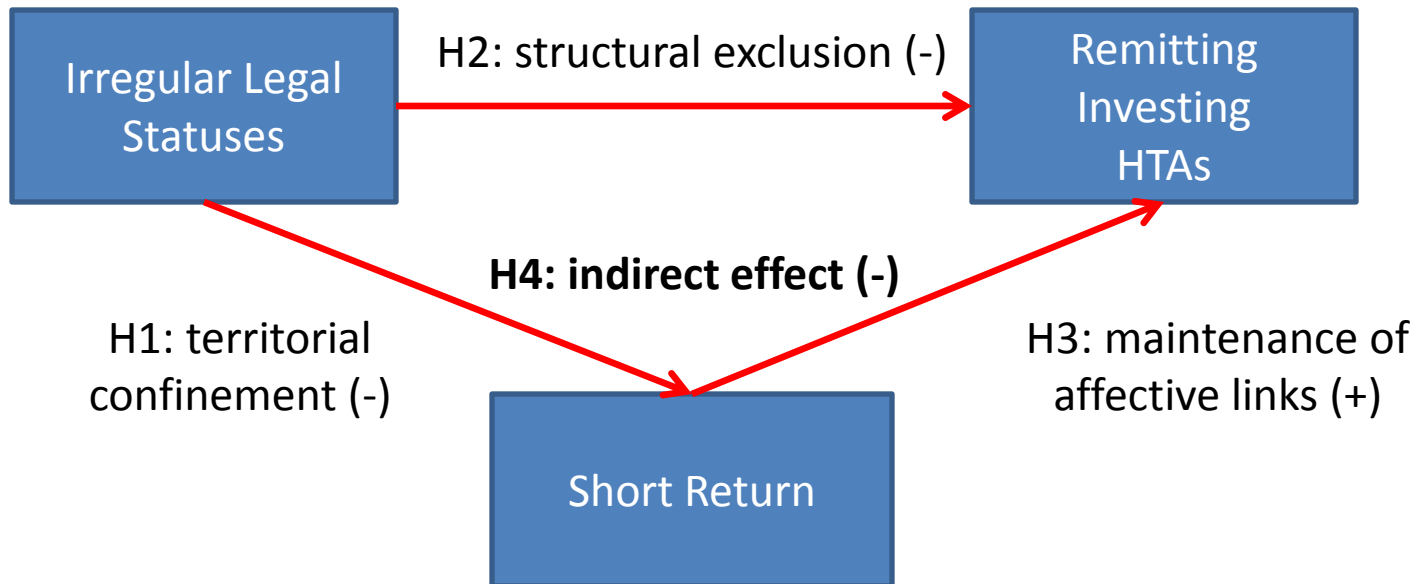 Irregular Legal
Statuses
H2: structural exclusion (-)
Remitting
Investing
HTAs
H4: indirect effect (-)
H1: territorial
confinement (-)
H3: maintenance of
affective links (+)
Short Return